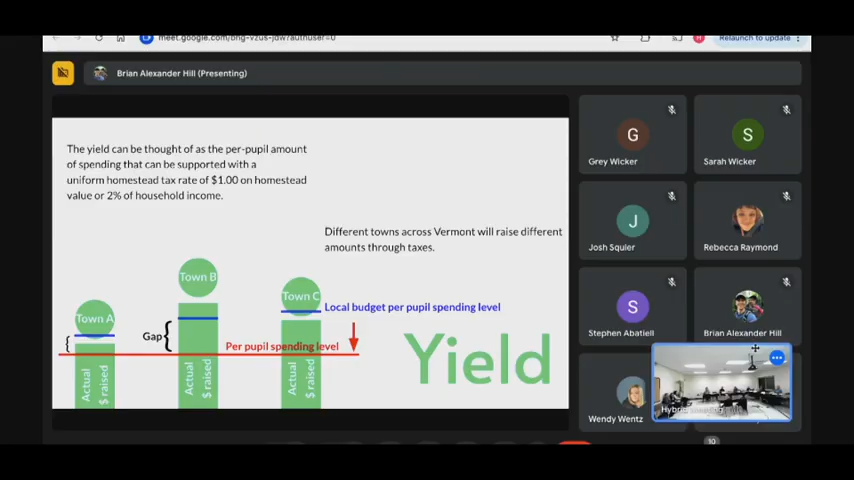 meet.google.com/bng-vzus-jdw?authuser=0
Relaunch to update
Brian Alexander Hill (Presenting)
The yield can be thought of as the per-pupil amount
of spending that can be supported with a
uniform homestead tax rate of $1.00 on homestead
value or 2% of household income.
Different towns across Vermont will raise different
amounts through taxes.
Town A
Town B
Town C
Local budget per pupil spending level
Gap
Per pupil spending level
Actual
$ raised
Actual
$ raised
Actual
$ raised
Yield
G
Grey Wicker
S
Sarah Wicker
J
Josh Squier
Rebecca Raymond
S
Stephen Abatiell
Brian Alexander Hill
Wendy Wentz
10